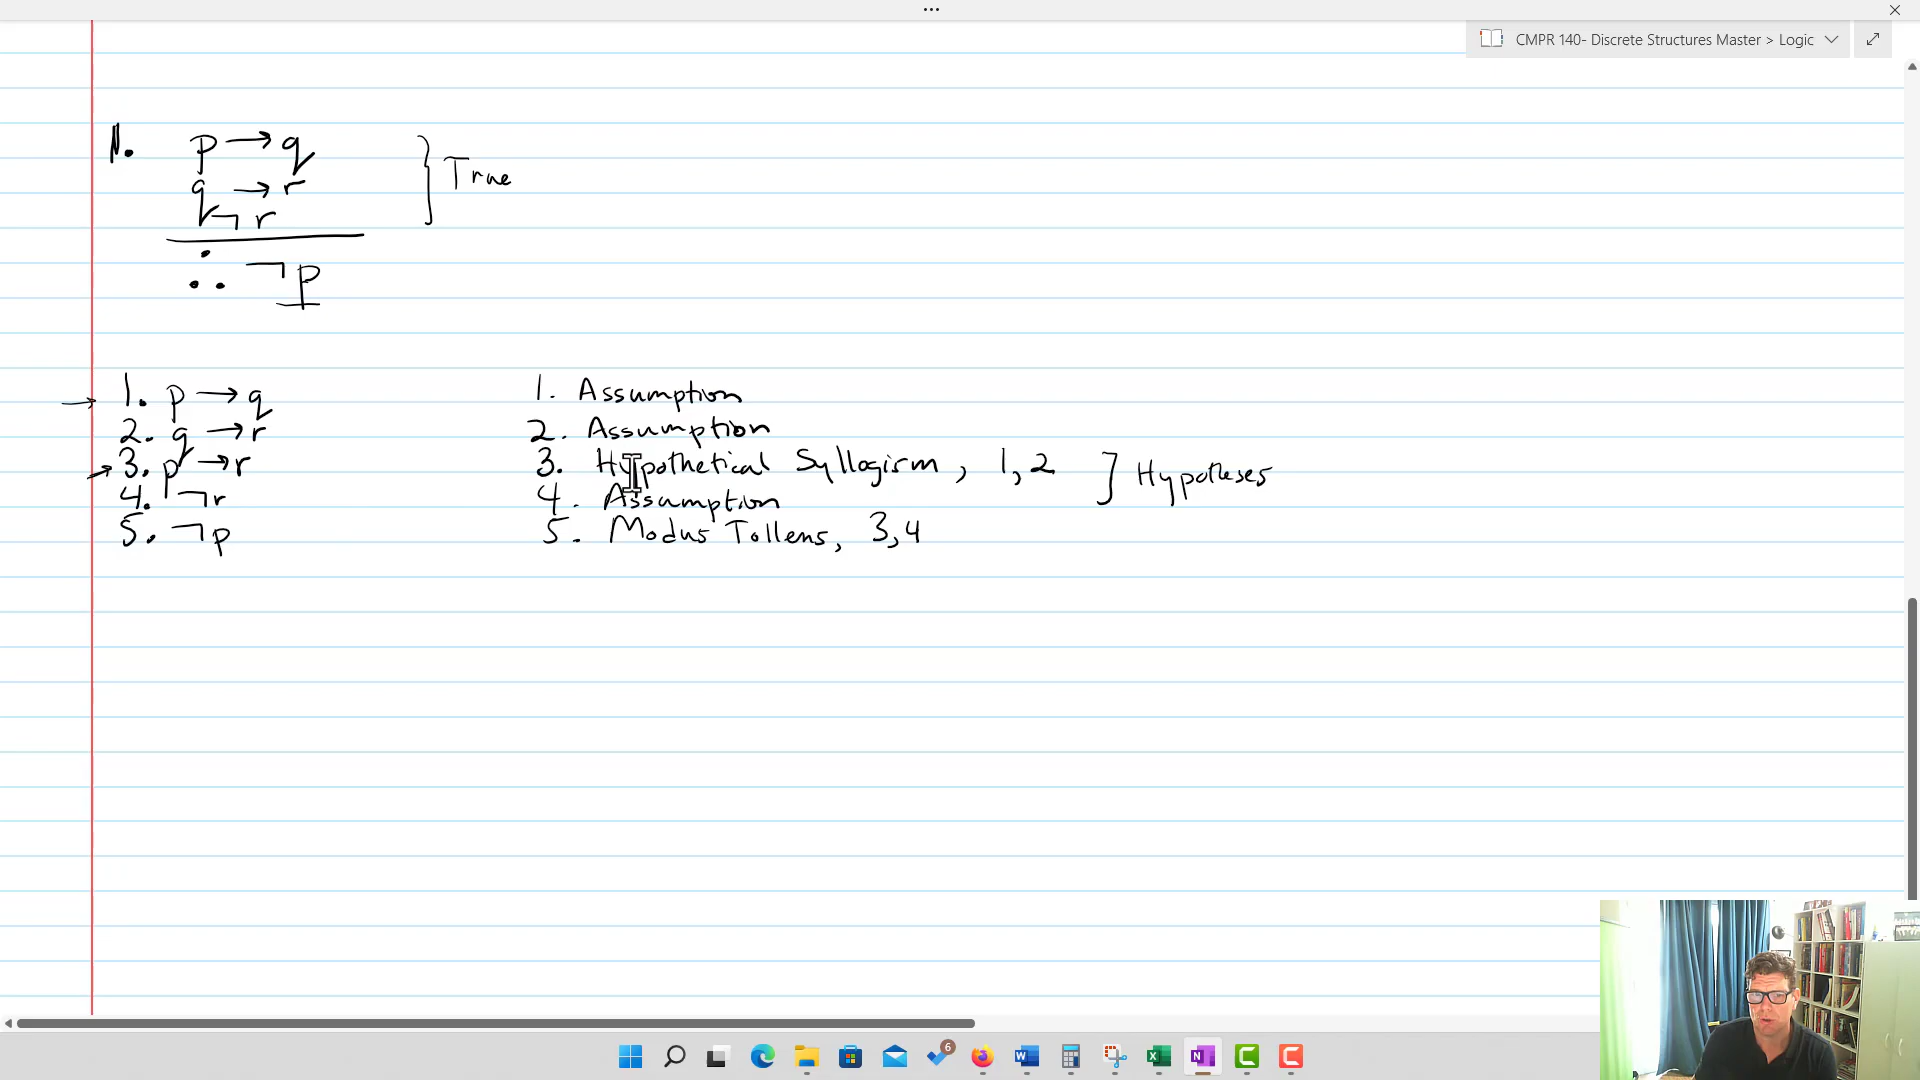 ...
CMPR 140- Discrete Structures Master > Logic
1. p → q
q → r
¬r
} True
∴ ¬p
→ 1. p → q
2. q → r
→ 3. p → r
4. ¬r
5. ¬p
1. Assumption
2. Assumption
3. Hypothetical Syllogism, 1,2
4. Assumption
5. Modus Tollens, 3,4
] Hypotheses
6